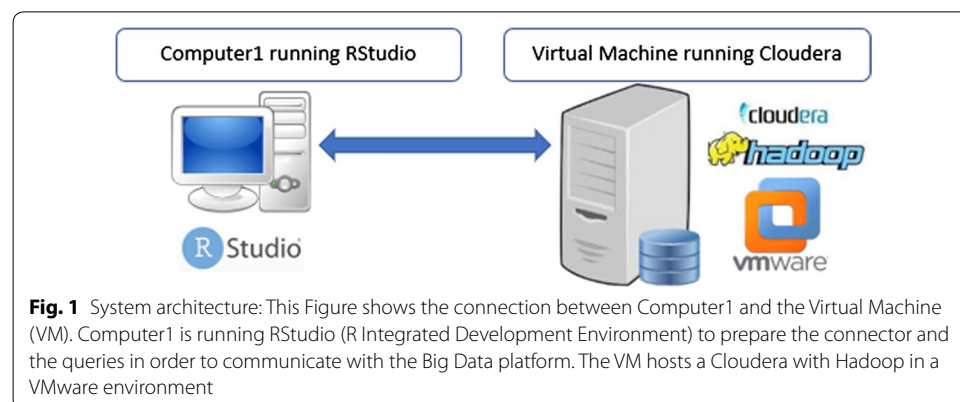 Computer1 running RStudio
Virtual Machine running Cloudera
cloudera
hadoop
R Studio
vmware
Fig. 1 System architecture: This Figure shows the connection between Computer1 and the Virtual Machine
(VM). Computer1 is running RStudio (R Integrated Development Environment) to prepare the connector and
the queries in order to communicate with the Big Data platform. The VM hosts a Cloudera with Hadoop in a
VMware environment